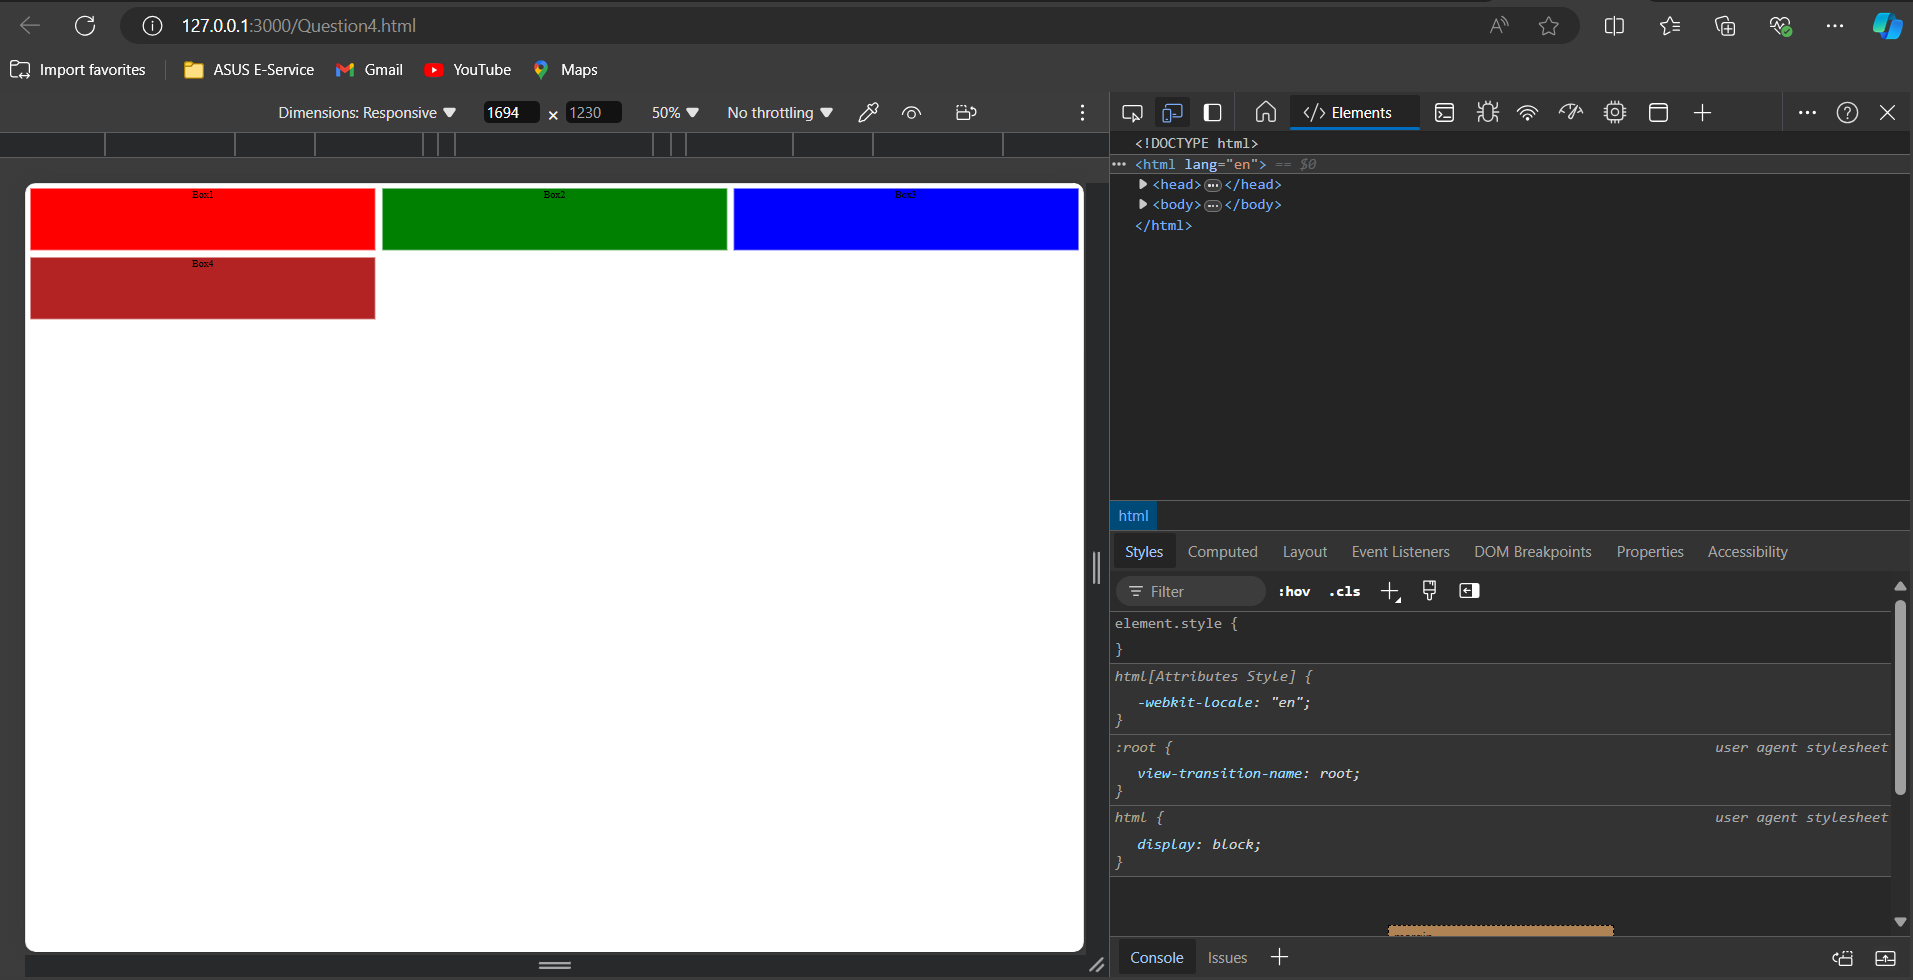 127.0.0.1:3000/Question4.html
Import favorites ASUS E-Service Gmail YouTube Maps
Dimensions: Responsive 1694 × 1230 50% No throttling
Elements
<!DOCTYPE html>
<html lang="en"> == $0
<head> ··· </head>
<body> ··· </body>
</html>
Box1 Box2 Box3
Box4
html
Styles Computed Layout Event Listeners DOM Breakpoints Properties Accessibility
Filter :hov .cls
element.style {
}
html[Attributes Style] {
-webkit-locale: "en";
}
:root { user agent stylesheet
view-transition-name: root;
}
html { user agent stylesheet
display: block;
}
Console Issues